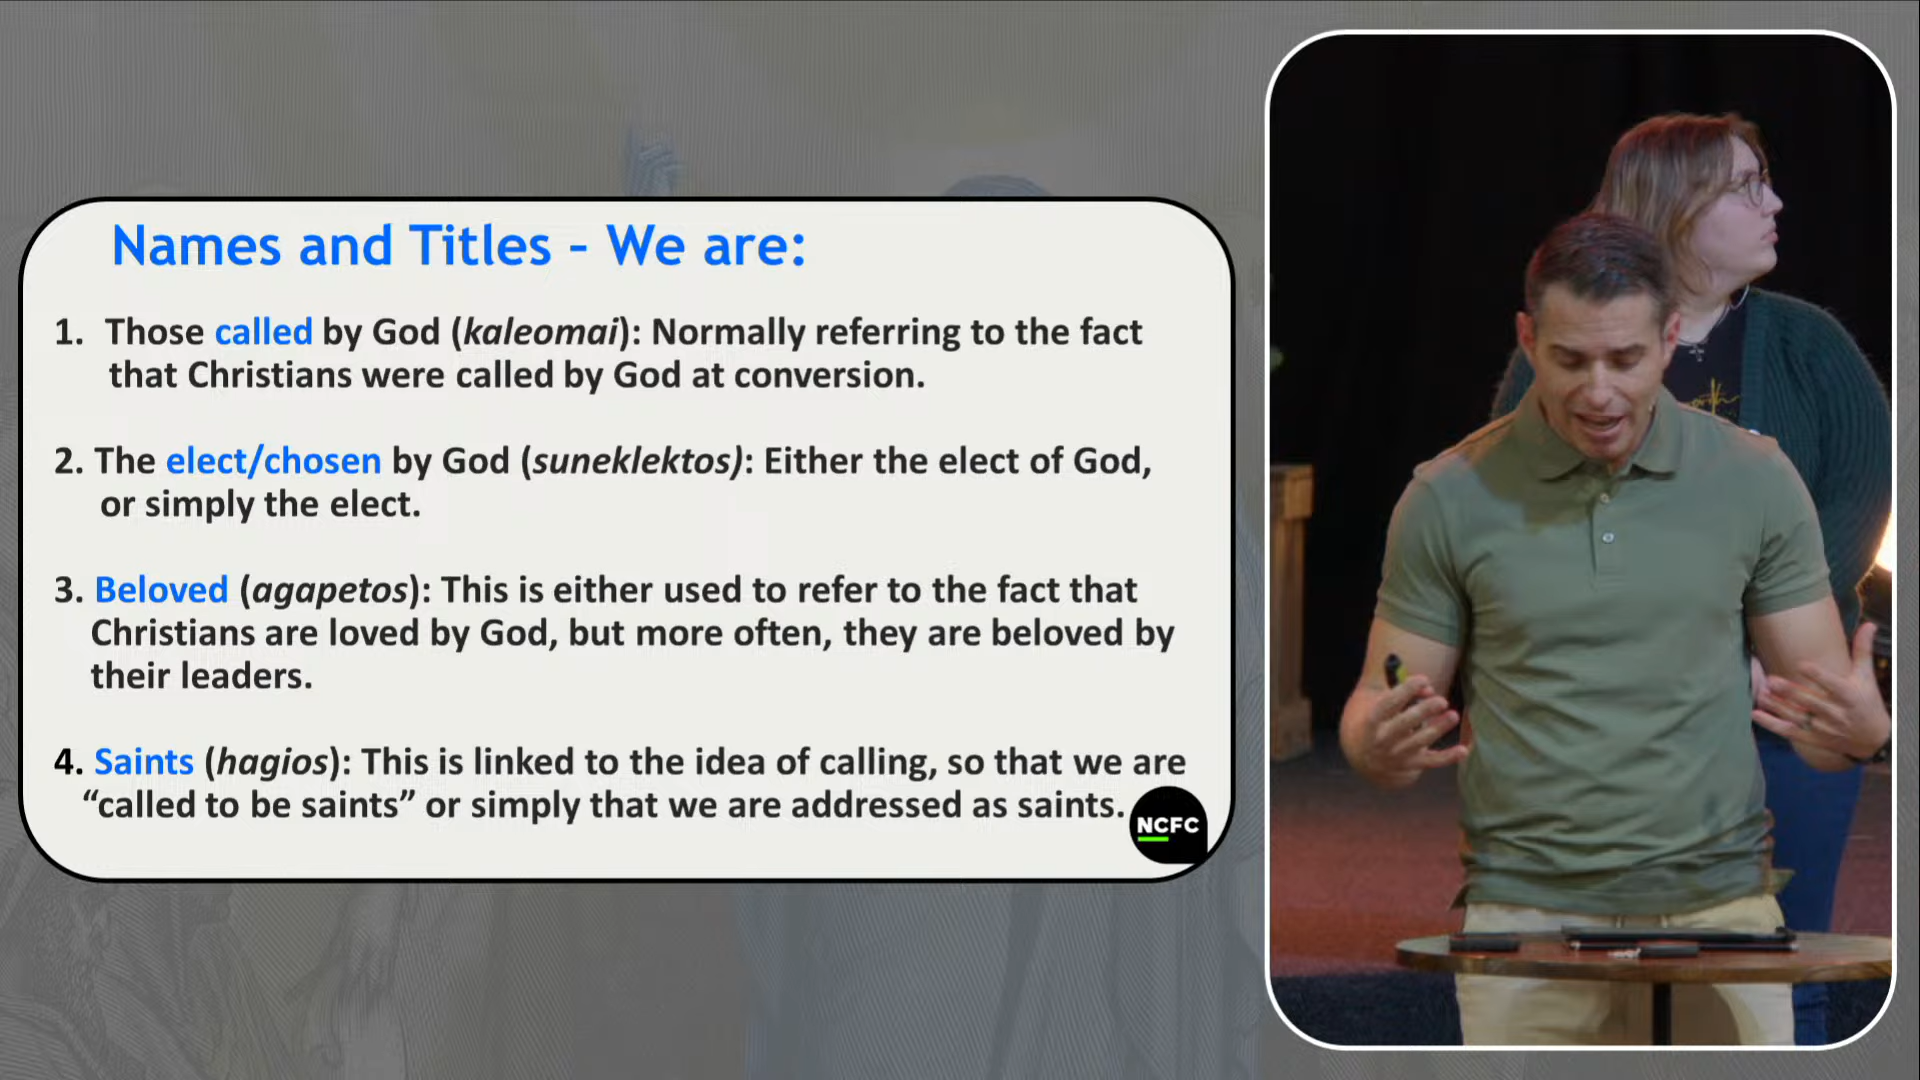 Names and Titles - We are:
1. Those called by God (kaleomai): Normally referring to the fact
that Christians were called by God at conversion.
2. The elect/chosen by God (suneklektos): Either the elect of God,
or simply the elect.
3. Beloved (agapetos): This is either used to refer to the fact that
Christians are loved by God, but more often, they are beloved by
their leaders.
4. Saints (hagios): This is linked to the idea of calling, so that we are
“called to be saints” or simply that we are addressed as saints.
NCFC